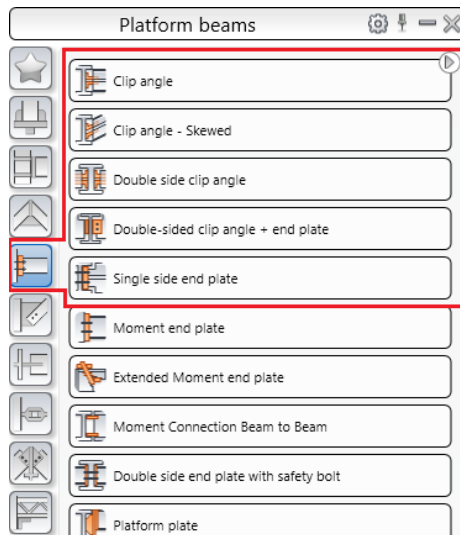 Platform beams
Clip angle
Clip angle - Skewed
Double side clip angle
Double-sided clip angle + end plate
Single side end plate
Moment end plate
Extended Moment end plate
Moment Connection Beam to Beam
Double side end plate with safety bolt
Platform plate